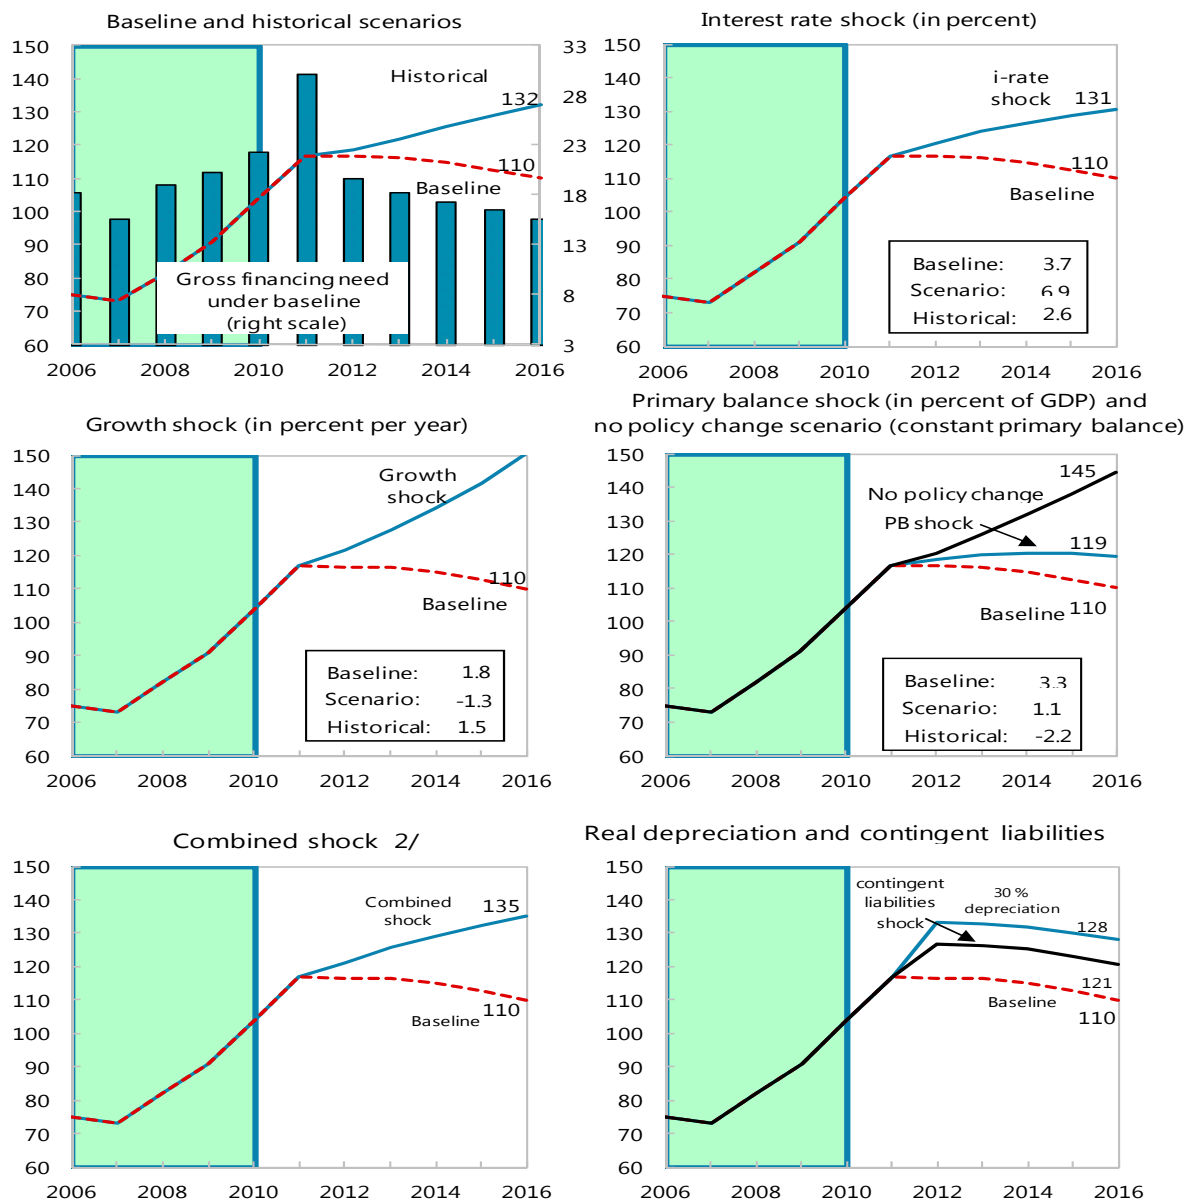 Baseline and historical scenarios
150
140
130
120
110
100
90
80
70
60
33
28
23
18
13
8
3
Historical
132
110
Baseline
Gross financing need
under baseline
(right scale)
2006 2008 2010 2012 2014 2016
Interest rate shock (in percent)
150
140
130
120
110
100
90
80
70
60
i-rate
shock
131
110
Baseline
Baseline: 3.7
Scenario: 6.9
Historical: 2.6
2006 2008 2010 2012 2014 2016
Growth shock (in percent per year)
150
140
130
120
110
100
90
80
70
60
Growth
shock
110
Baseline
Baseline: 1.8
Scenario: -1.3
Historical: 1.5
2006 2008 2010 2012 2014 2016
Primary balance shock (in percent of GDP) and
no policy change scenario (constant primary balance)
150
140
130
120
110
100
90
80
70
60
145
No policy change
PB shock
119
Baseline 110
Baseline: 3.3
Scenario: 1.1
Historical: -2.2
2006 2008 2010 2012 2014 2016
Combined shock 2/
150
140
130
120
110
100
90
80
70
60
Combined
shock
135
110
Baseline
2006 2008 2010 2012 2014 2016
Real depreciation and contingent liabilities
150
140
130
120
110
100
90
80
70
60
contingent
liabilities
shock
30 %
depreciation
128
121
Baseline
110
2006 2008 2010 2012 2014 2016